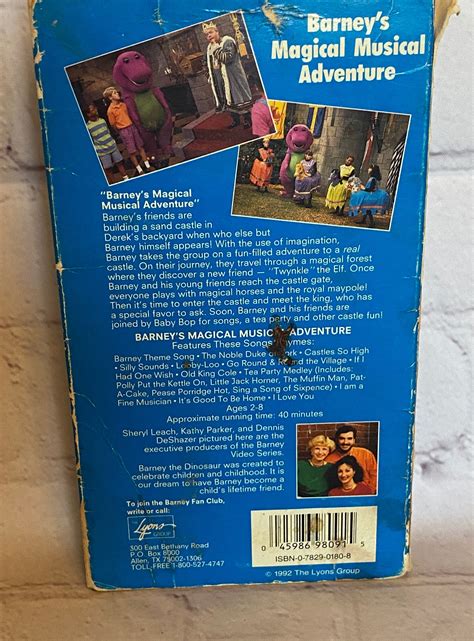 Barney's
Magical Musical
Adventure
"Barney's Magical
Musical Adventure"
Barney's friends are
building a sand castle in
Derek's backyard when who else but
Barney himself appears! With the use of imagination,
Barney takes the group on a fun-filled adventure to a real
castle. On their journey, they travel through a magical forest
where they discover a new friend — "Twynkle" the Elf. Once
Barney and his young friends reach the castle gate,
everyone plays with magical horses and the royal maypole!
Then it's time to enter the castle and meet the king, who has
a special favor to ask. Soon, Barney and his friends are
joined by Baby Bop for songs, a tea party and other castle fun!
BARNEY'S MAGICAL MUSICAL ADVENTURE
Features These Songs
Barney Theme Song • The Noble Duke of York • Castles So High
• Silly Sounds • Looby-Loo • Go Round & Round the Village • If I
Had One Wish • Old King Cole • Tea Party Medley (Includes:
Polly Put the Kettle On, Little Jack Horner, The Muffin Man, Pat-
A-Cake, Pease Porridge Hot, Sing a Song of Sixpence) • I am a
Fine Musician • It's Good To Be Home • I Love You
Ages 2-8
Approximate running time: 40 minutes
Sheryl Leach, Kathy Parker, and Dennis
DeShazer pictured here are the
executive producers of the Barney
Video Series.
Barney the Dinosaur was created to
celebrate children and childhood. It is
our dream to have Barney become a
child's lifetime friend.
To join the Barney Fan Club,
write or call:
The
Lyons
GROUP
300 East Bethany Road
P.O. Box 8000
Allen, TX 75002-1306
TOLL-FREE 1-800-527-4747
0 45986 98091 5
ISBN-0-7829-0180-8
© 1992 The Lyons Group